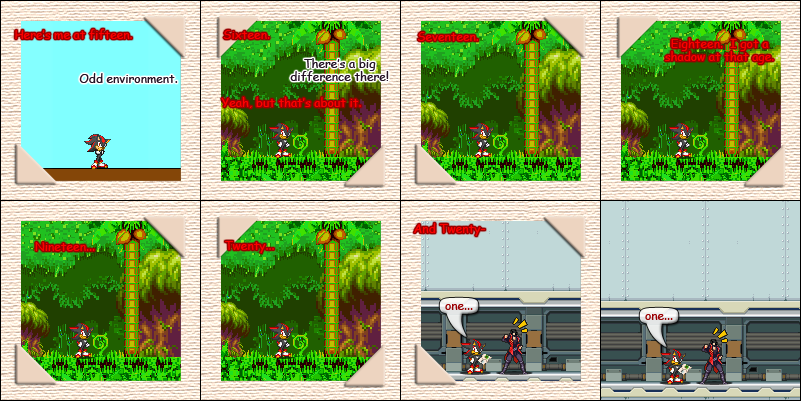 Here's me at fifteen.
Odd environment.
Sixteen.
There's a big
difference there!
Yeah, but that's about it.
Seventeen.
Eighteen. I got a
shadow at that age.
Nineteen...
Twenty...
And Twenty-
one...
one...